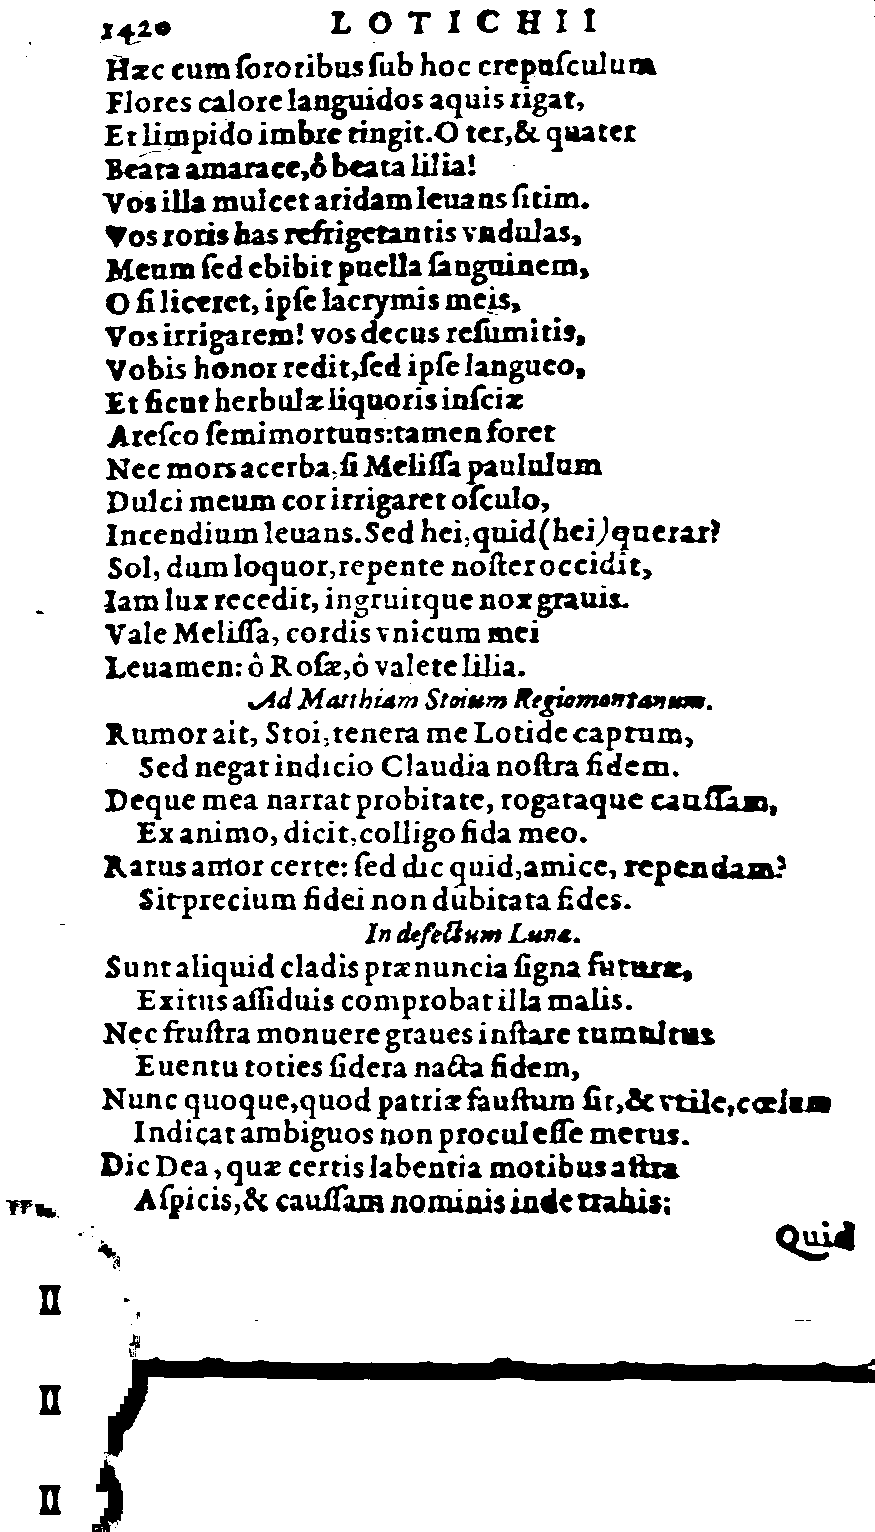 1420 LOTICHII
Hæc cum ſororibus ſub hoc crepuſculum
Flores calore languidos aquis rigat,
Et limpido imbre tingit. O ter, & quater
Beata amarace, ô beata lilia!
Vos illa mulcet aridam leuans ſitim.
Vos roris has refrigetantis vndulas,
Meum ſed ebibit puella ſanguinem,
O ſi liceret, ipſe lacrymis meis,
Vos irrigarem! vos decus reſumitis,
Vobis honor redit, ſed ipſe langueo,
Et ſicut herbulæ liquoris inſciæ
Areſco ſemimortuus: tamen foret
Nec mors acerba, ſi Meliſſa paululum
Dulci meum cor irrigaret oſculo,
Incendium leuans. Sed hei, quid (hei) querar?
Sol, dum loquor, repente noſter occidit,
Iam lux recedit, ingruitque nox grauis.
Vale Meliſſa, cordis vnicum mei
Leuamen: ô Roſæ, ô valete lilia.
Ad Matthiam Stoium Regiomontanum.
Rumor ait, Stoi, tenera me Lotide captum,
Sed negat indicio Claudia noſtra fidem.
Deque mea narrat probitate, rogataque cauſſam,
Ex animo, dicit, colligo fida meo.
Ratus amor certe: ſed dic quid, amice, rependam?
Sit precium fidei non dubitata fides.
In defectum Lunæ.
Sunt aliquid cladis prænuncia ſigna futuræ,
Exitus aſſiduis comprobat illa malis.
Nec fruſtra monuere graues inſtare tumultus
Euentu toties ſidera nacta fidem,
Nunc quoque, quod patriæ fauſtum ſit, & vtile, cœlum
Indicat ambiguos non procul eſſe metus.
Dic Dea, quæ certis labentia motibus aſtra
Aſpicis, & cauſſam nominis inde trahis;
Quid